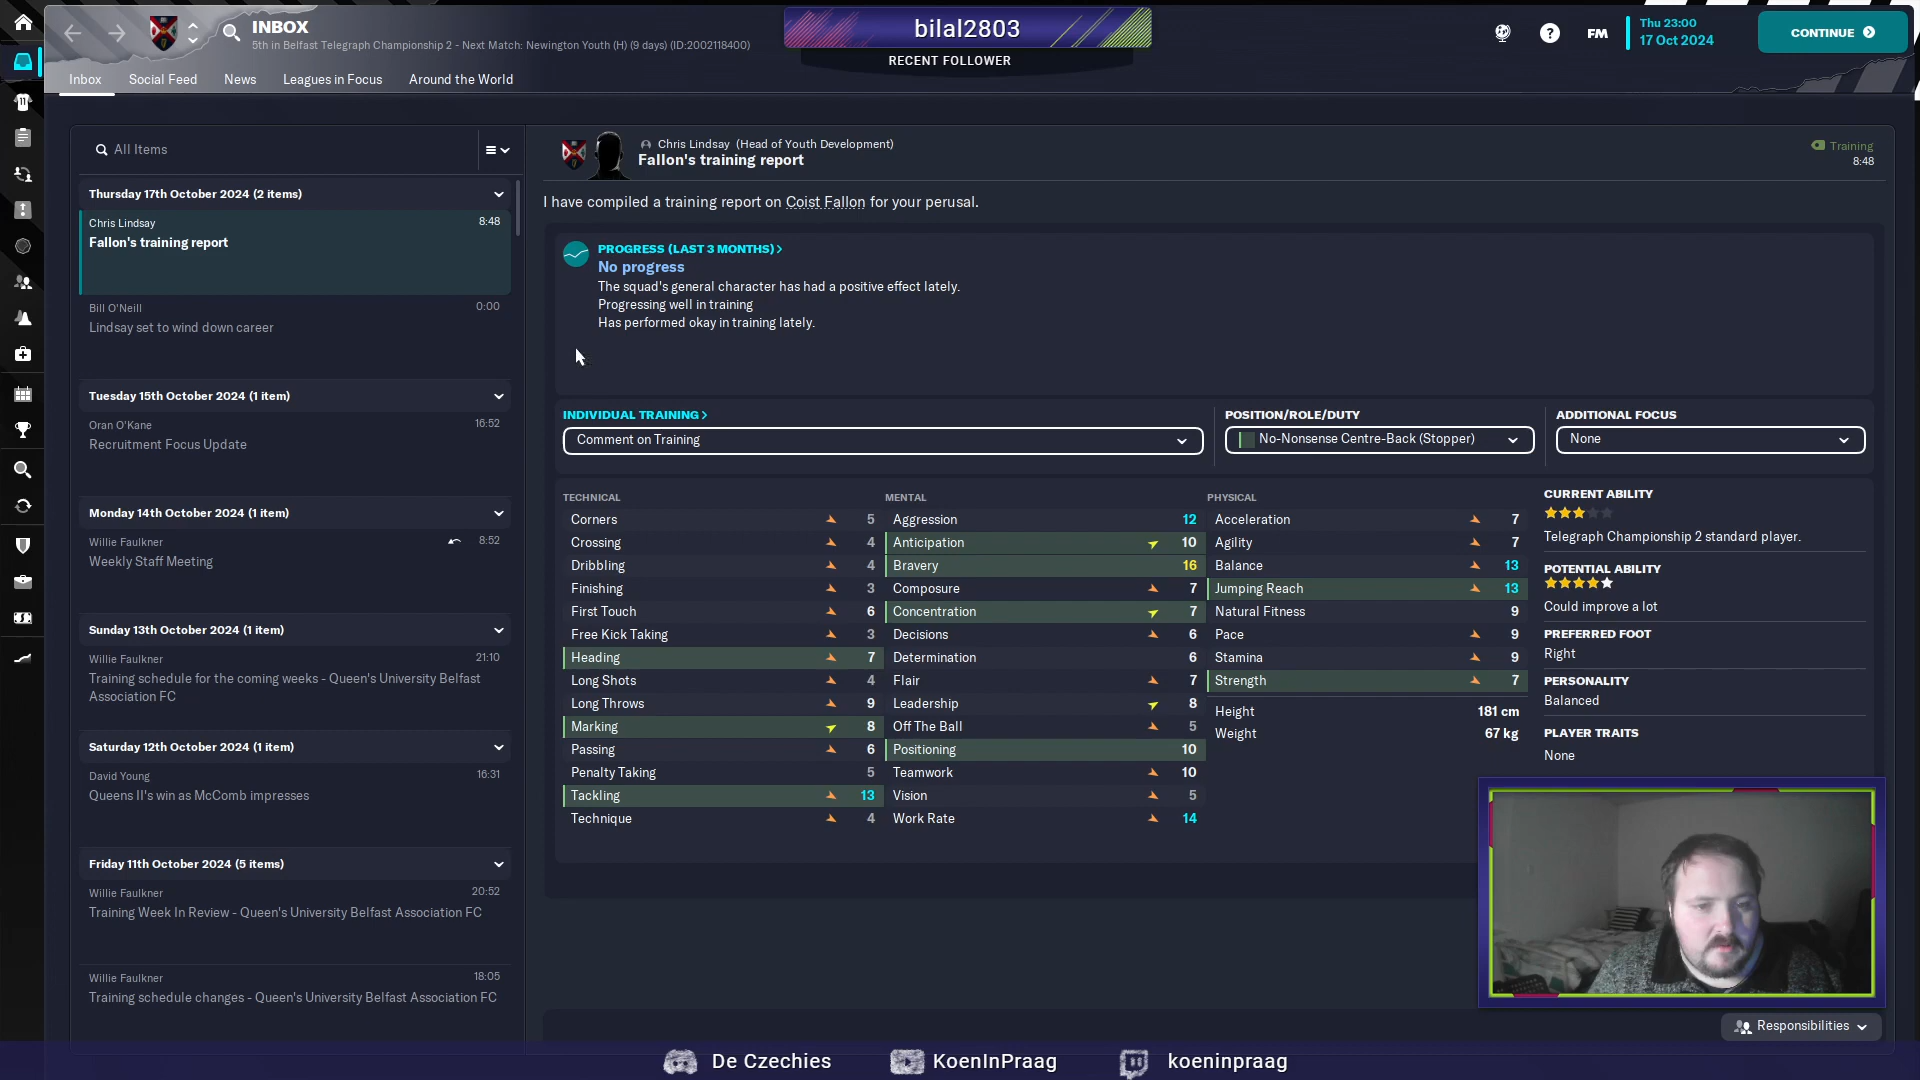 INBOX
5th in Belfast Telegraph Championship 2 - Next Match: Newington Youth (H) (9 days) (ID:2002118400)
bilal2803
RECENT FOLLOWER
FM
Thu 23:00
17 Oct 2024
CONTINUE
Inbox Social Feed News Leagues in Focus Around the World
All Items
Thursday 17th October 2024 (2 items)
Chris Lindsay 8:48
Fallon's training report
Bill O'Neill 0:00
Lindsay set to wind down career
Tuesday 15th October 2024 (1 item)
Oran O'Kane 16:52
Recruitment Focus Update
Monday 14th October 2024 (1 item)
Willie Faulkner 8:52
Weekly Staff Meeting
Sunday 13th October 2024 (1 item)
Willie Faulkner 21:10
Training schedule for the coming weeks - Queen's University Belfast
Association FC
Saturday 12th October 2024 (1 item)
David Young 16:31
Queens II's win as McComb impresses
Friday 11th October 2024 (5 items)
Willie Faulkner 20:52
Training Week In Review - Queen's University Belfast Association FC
Willie Faulkner 18:05
Training schedule changes - Queen's University Belfast Association FC
Chris Lindsay (Head of Youth Development)
Fallon's training report
Training
8:48
I have compiled a training report on Coist Fallon for your perusal.
PROGRESS (LAST 3 MONTHS)
No progress
The squad's general character has had a positive effect lately.
Progressing well in training
Has performed okay in training lately.
INDIVIDUAL TRAINING
Comment on Training
POSITION/ROLE/DUTY
No-Nonsense Centre-Back (Stopper)
ADDITIONAL FOCUS
None
TECHNICAL
Corners 5
Crossing 4
Dribbling 4
Finishing 3
First Touch 6
Free Kick Taking 3
Heading 7
Long Shots 4
Long Throws 9
Marking 8
Passing 6
Penalty Taking 5
Tackling 13
Technique 4
MENTAL
Aggression 12
Anticipation 10
Bravery 16
Composure 7
Concentration 7
Decisions 6
Determination 6
Flair 7
Leadership 8
Off The Ball 5
Positioning 10
Teamwork 10
Vision 5
Work Rate 14
PHYSICAL
Acceleration 7
Agility 7
Balance 13
Jumping Reach 13
Natural Fitness 9
Pace 9
Stamina 9
Strength 7
Height 181 cm
Weight 67 kg
CURRENT ABILITY
Telegraph Championship 2 standard player.
POTENTIAL ABILITY
Could improve a lot
PREFERRED FOOT
Right
PERSONALITY
Balanced
PLAYER TRAITS
None
Responsibilities
De Czechies KoenInPraag koeninpraag